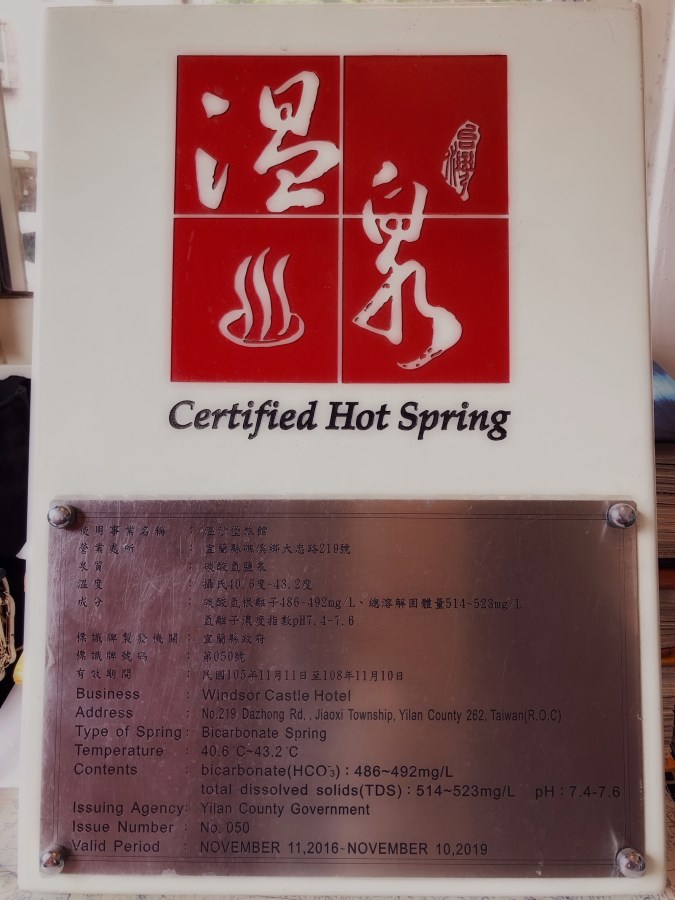 温泉
台灣
Certified Hot Spring
使用事業名稱 : 溫莎堡旅館
營業處所 : 宜蘭縣礁溪鄉大忠路219號
泉質 : 碳酸氫鹽泉
溫度 : 攝氏40.6度~43.2度
成分 : 碳酸氫根離子486~492mg/L、總溶解固體量514~523mg/L
氫離子濃度指數pH7.4-7.6
標識牌製發機關 : 宜蘭縣政府
標識牌號碼 : 第050號
有效期間 : 民國105年11月11日至108年11月10日
Business : Windsor Castle Hotel
Address : No.219 Dazhong Rd., Jiaoxi Township, Yilan County 262, Taiwan(R.O.C)
Type of Spring : Bicarbonate Spring
Temperature : 40.6°C~43.2°C
Contents : bicarbonate(HCO₃⁻) : 486~492mg/L
total dissolved solids(TDS) : 514~523mg/L pH : 7.4-7.6
Issuing Agency : Yilan County Government
Issue Number : No. 050
Valid Period : NOVEMBER 11,2016~NOVEMBER 10,2019